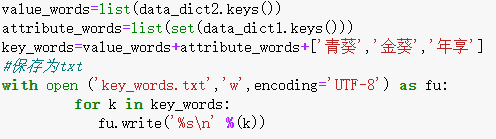 value_words=list(data_dict2.keys())
attribute_words=list(set(data_dict1.keys()))
key_words=value_words+attribute_words+['青葵','金葵','年享']
#保存为txt
with open ('key_words.txt','w',encoding='UTF-8') as fu:
        for k in key_words:
            fu.write('%s\n' %(k))